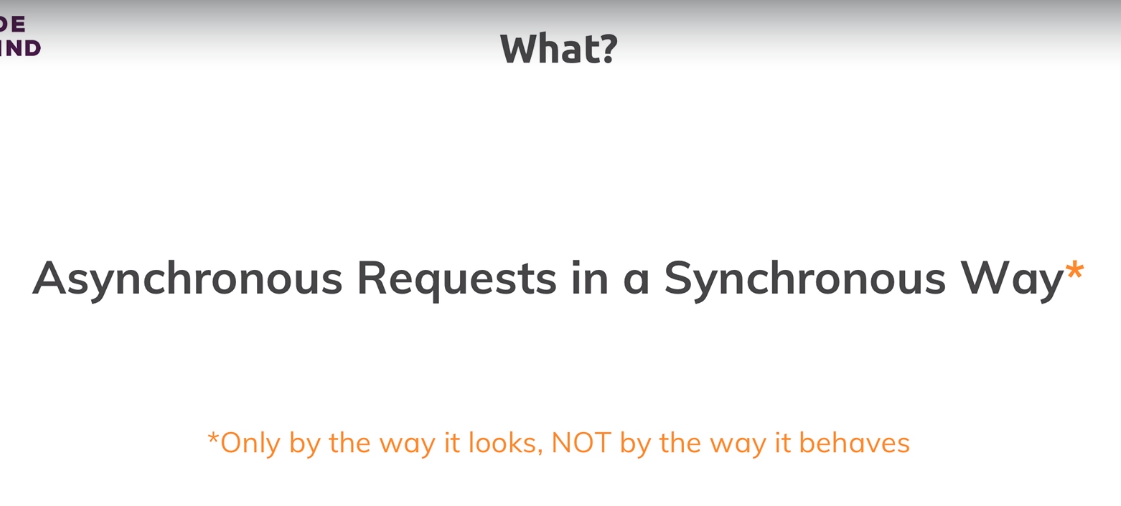 DE
IND
What?
Asynchronous Requests in a Synchronous Way*
*Only by the way it looks, NOT by the way it behaves